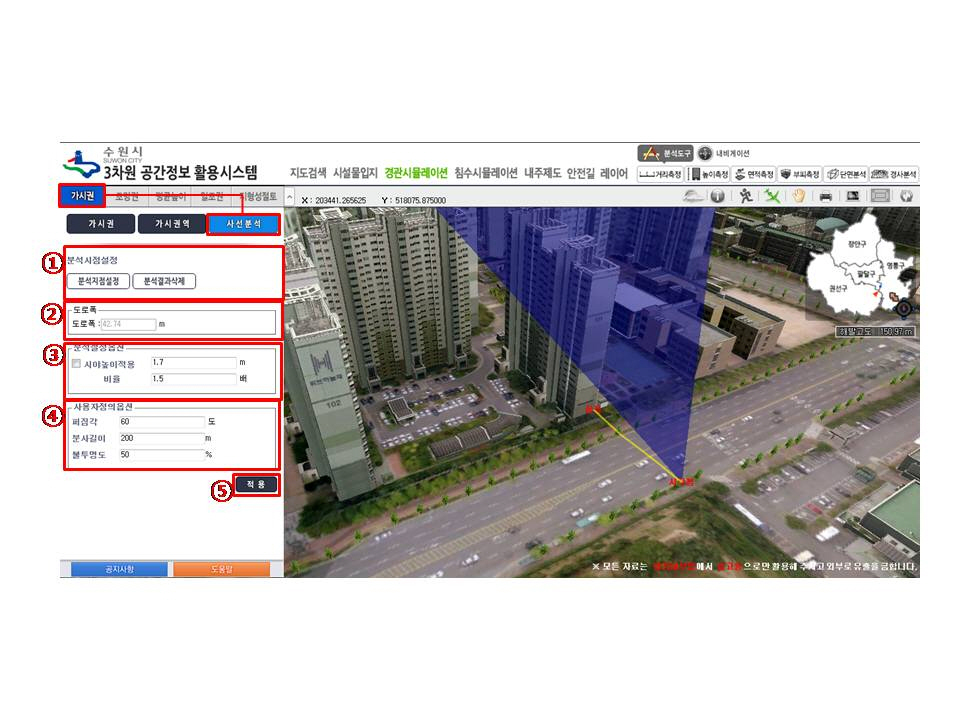 수원시
SUWON CITY
3차원 공간정보 활용시스템
분석도구 내비게이션
지도검색 시설물입지 경관시뮬레이션 침수시뮬레이션 내주제도 안전길 레이어
거리측정 높이측정 면적측정 부피측정 단면분석 경사분석
가시권 조망권 평균높이 일조권 지형성절토
X : 203441.265625 Y : 518075.875000
가시권 가시권역 사선분석
①
분석시점설정
분석지점설정 분석결과삭제
②
도로폭
도로폭 : 42.74 m
③
분석설정옵션
시야높이적용 1.7 m
비율 1.5 배
④
사용자정의옵션
퍼짐각 60 도
분사길이 200 m
불투명도 50 %
⑤
적용
공지사항 도움말
장안구
팔달구
영통구
권선구
해발고도 150.97m
102
※ 모든 자료는
에서
으로만 활용해 주시고 외부로 유출을 금합니다.